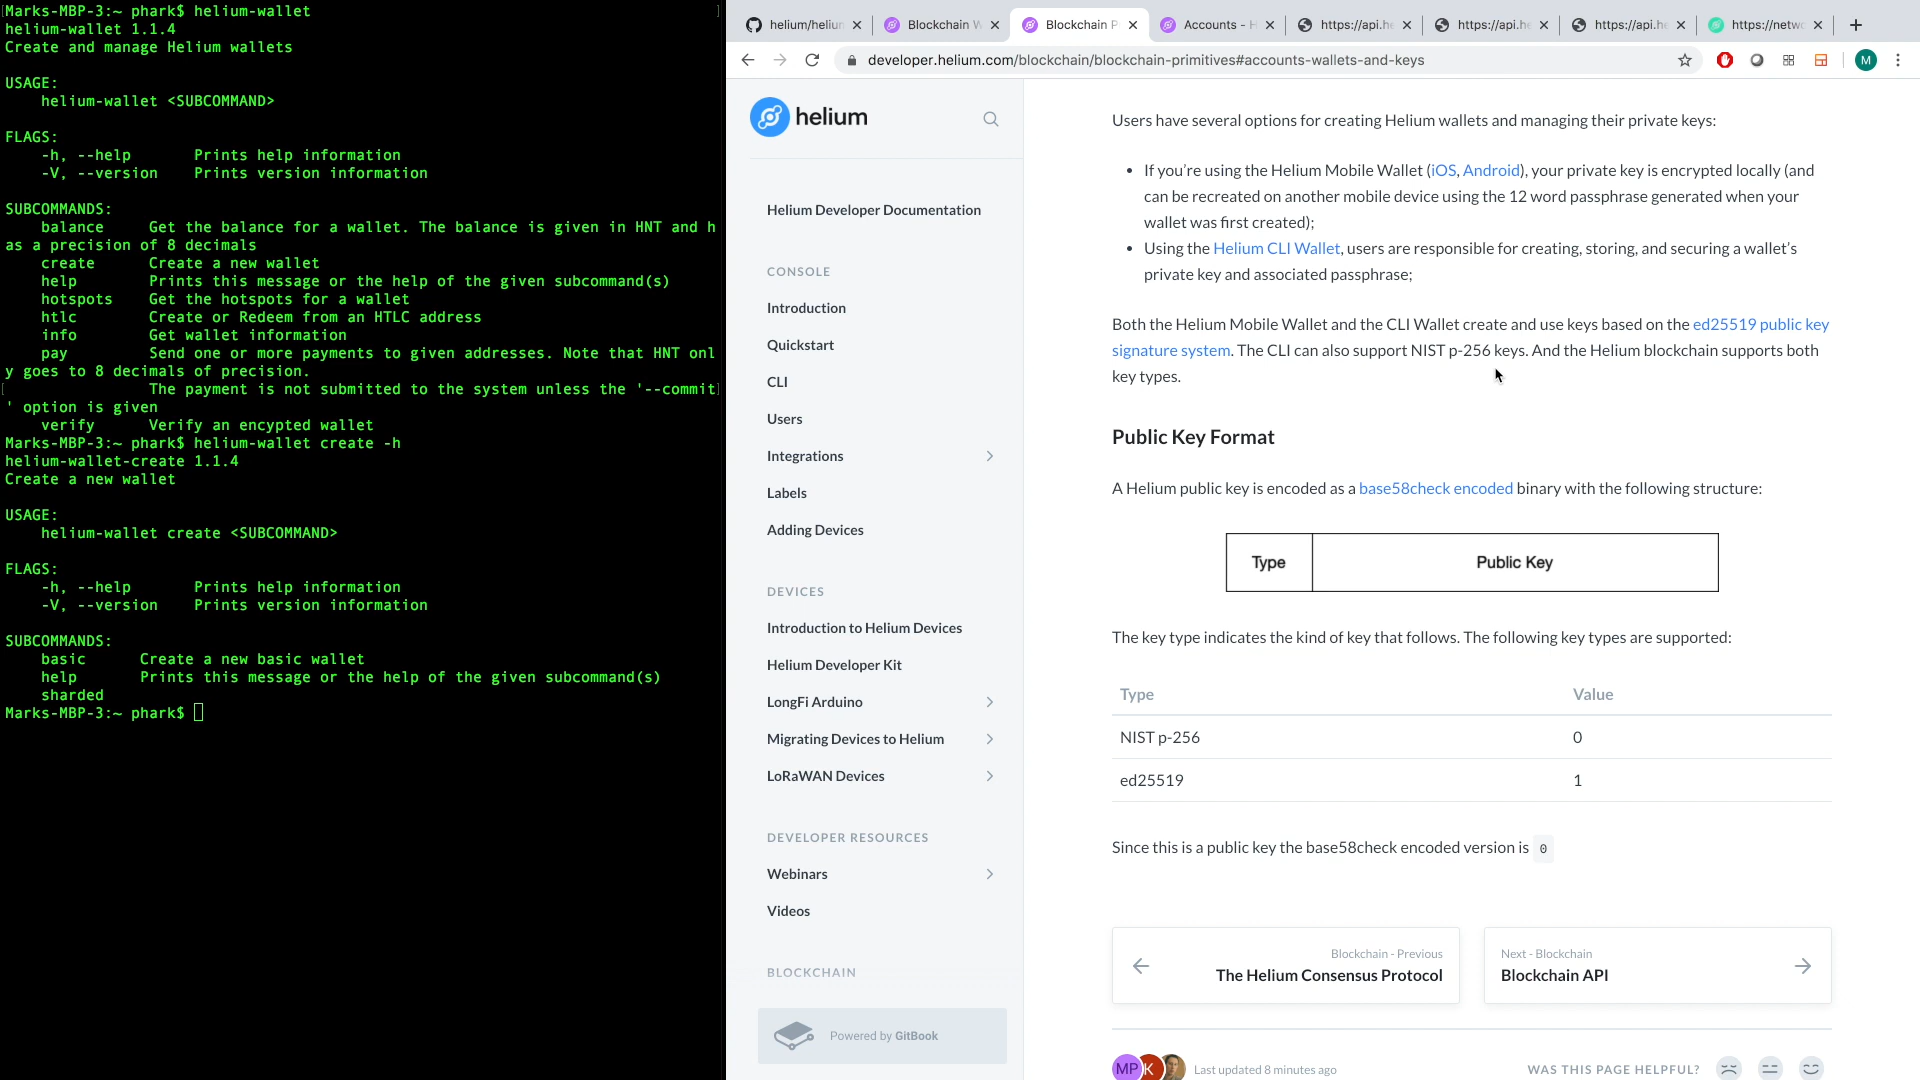 Marks-MBP-3:~ phark$ helium-wallet
helium-wallet 1.1.4
Create and manage Helium wallets
USAGE:
helium-wallet <SUBCOMMAND>
FLAGS:
-h, --help       Prints help information
-V, --version    Prints version information
SUBCOMMANDS:
balance     Get the balance for a wallet. The balance is given in HNT and h
as a precision of 8 decimals
create      Create a new wallet
help        Prints this message or the help of the given subcommand(s)
hotspots    Get the hotspots for a wallet
htlc        Create or Redeem from an HTLC address
info        Get wallet information
pay         Send one or more payments to given addresses. Note that HNT onl
y goes to 8 decimals of precision.
The payment is not submitted to the system unless the '--commit
' option is given
verify      Verify an encypted wallet
Marks-MBP-3:~ phark$ helium-wallet create -h
helium-wallet-create 1.1.4
Create a new wallet
USAGE:
helium-wallet create <SUBCOMMAND>
FLAGS:
-h, --help       Prints help information
-V, --version    Prints version information
SUBCOMMANDS:
basic      Create a new basic wallet
help       Prints this message or the help of the given subcommand(s)
sharded
Marks-MBP-3:~ phark$
helium/helium
Blockchain W
Blockchain P
Accounts - H
https://api.he
https://api.he
https://api.he
https://netwo
developer.helium.com/blockchain/blockchain-primitives#accounts-wallets-and-keys
M
helium
Helium Developer Documentation
CONSOLE
Introduction
Quickstart
CLI
Users
Integrations
Labels
Adding Devices
DEVICES
Introduction to Helium Devices
Helium Developer Kit
LongFi Arduino
Migrating Devices to Helium
LoRaWAN Devices
DEVELOPER RESOURCES
Webinars
Videos
BLOCKCHAIN
Powered by GitBook
Users have several options for creating Helium wallets and managing their private keys:
• If you're using the Helium Mobile Wallet (iOS, Android), your private key is encrypted locally (and
can be recreated on another mobile device using the 12 word passphrase generated when your
wallet was first created);
• Using the Helium CLI Wallet, users are responsible for creating, storing, and securing a wallet's
private key and associated passphrase;
Both the Helium Mobile Wallet and the CLI Wallet create and use keys based on the ed25519 public key
signature system. The CLI can also support NIST p-256 keys. And the Helium blockchain supports both
key types.
Public Key Format
A Helium public key is encoded as a base58check encoded binary with the following structure:
Type    Public Key
The key type indicates the kind of key that follows. The following key types are supported:
Type    Value
NIST p-256    0
ed25519    1
Since this is a public key the base58check encoded version is 0
Blockchain - Previous
The Helium Consensus Protocol
Next - Blockchain
Blockchain API
MP K
Last updated 8 minutes ago
WAS THIS PAGE HELPFUL?